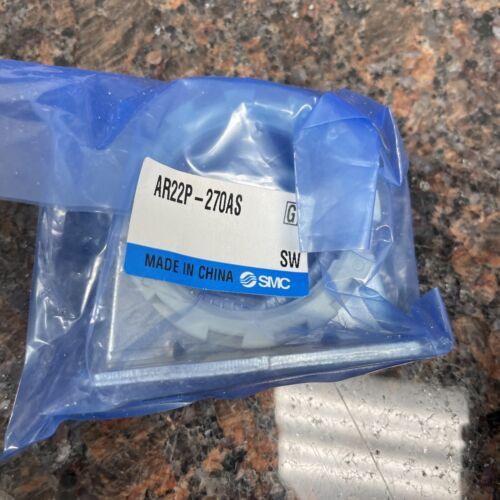 AR22P-270AS
G
SW
MADE IN CHINA SMC